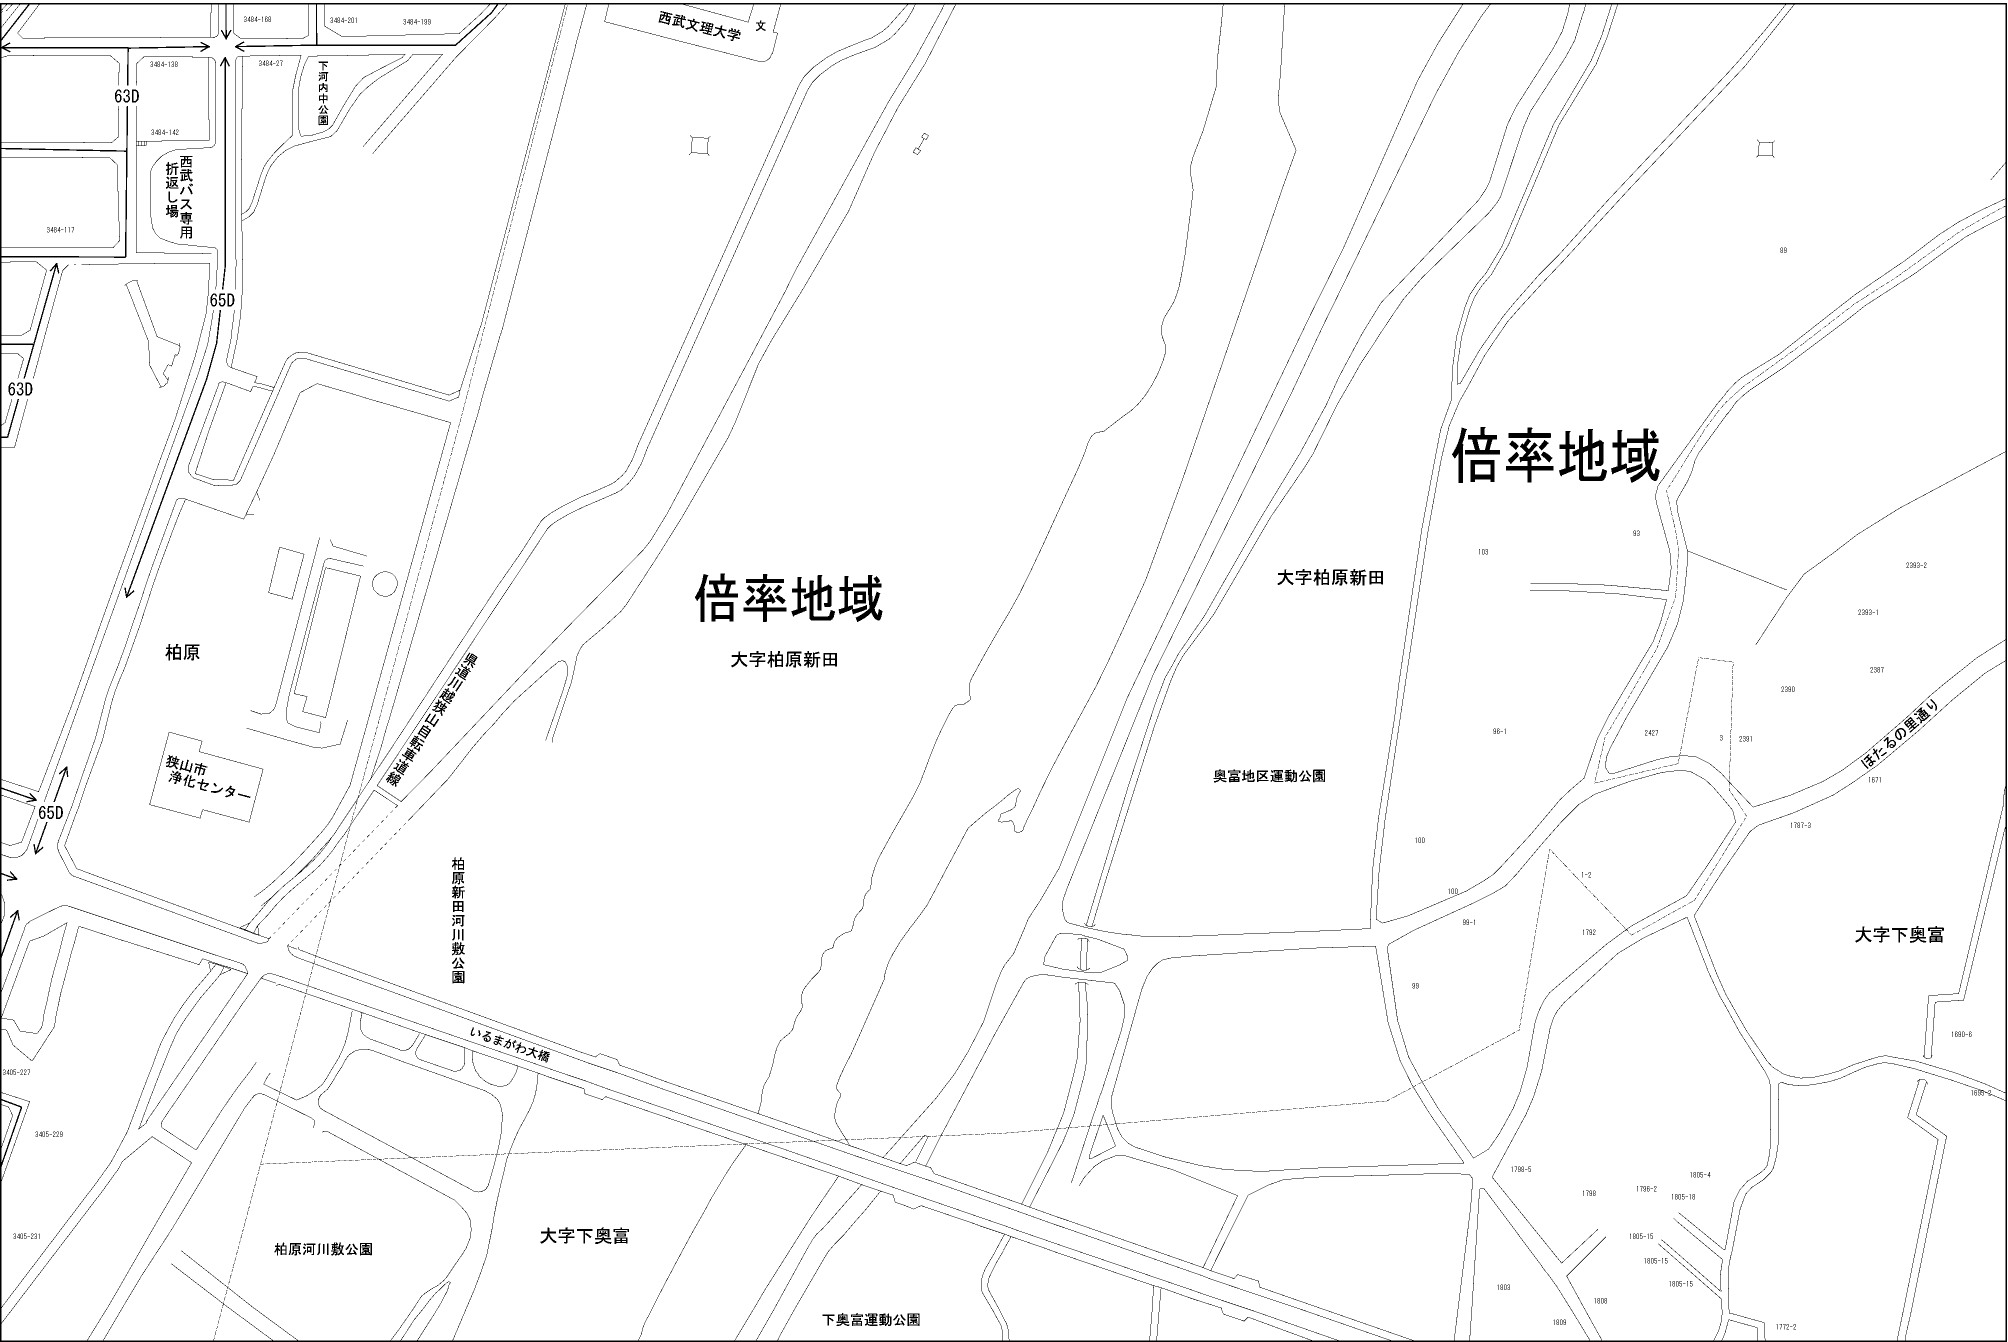 3484-168
3484-201
3484-199
西武文理大学
文
3484-138
3484-27
下河内中公園
63D
3484-142
西武バス専用
折返し場
3484-117
89
65D
63D
倍率地域
93
103
2393-2
大字柏原新田
倍率地域
2393-1
柏原
大字柏原新田
県道川越狭山自転車道線
2387
2390
ほたるの里通り
96-1
2427
3
2391
狭山市
浄化センター
奥富地区運動公園
1671
65D
1797-3
100
柏原新田河川敷公園
1-2
100
99-1
1792
大字下奥富
99
いるまがわ大橋
1690-6
3405-227
1695-2
3405-229
1798-5
1805-4
1798
1796-2
1805-18
3405-231
柏原河川敷公園
大字下奥富
1805-15
1805-15
1805-15
1803
1808
下奥富運動公園
1809
1772-2